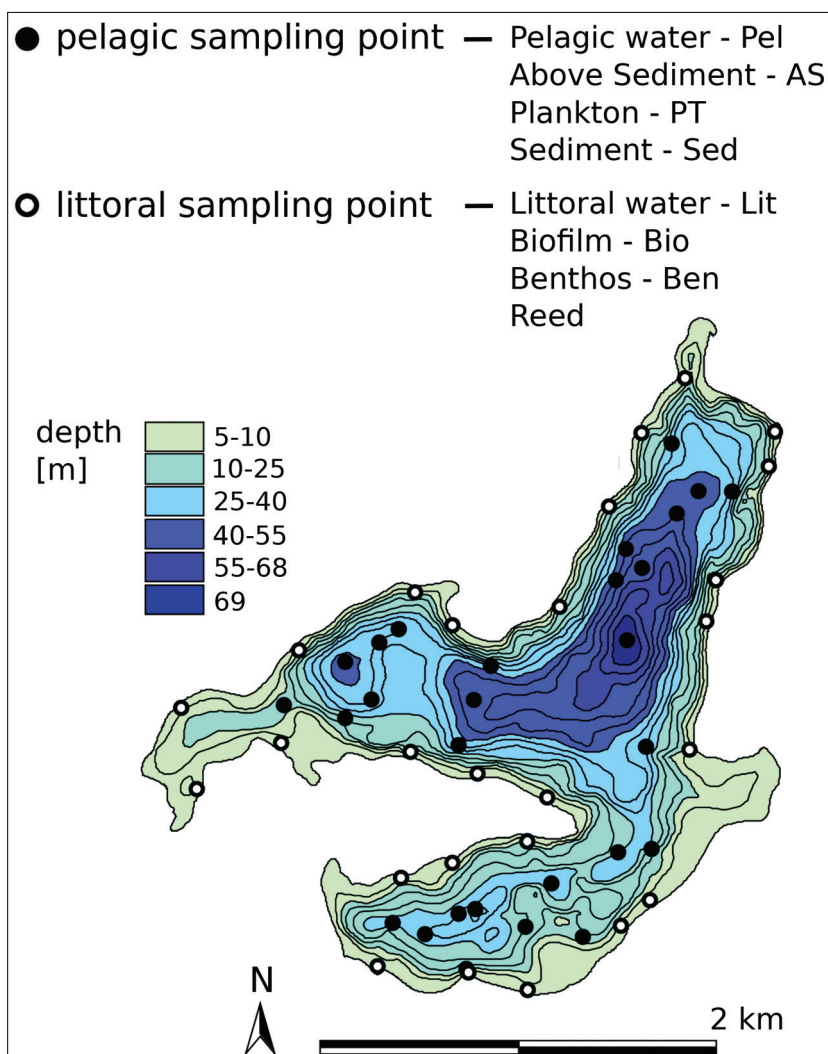 pelagic sampling point — Pelagic water - Pel
Above Sediment - AS
Plankton - PT
Sediment - Sed
littoral sampling point — Littoral water - Lit
Biofilm - Bio
Benthos - Ben
Reed
depth
[m]
5-10
10-25
25-40
40-55
55-68
69
N
2 km